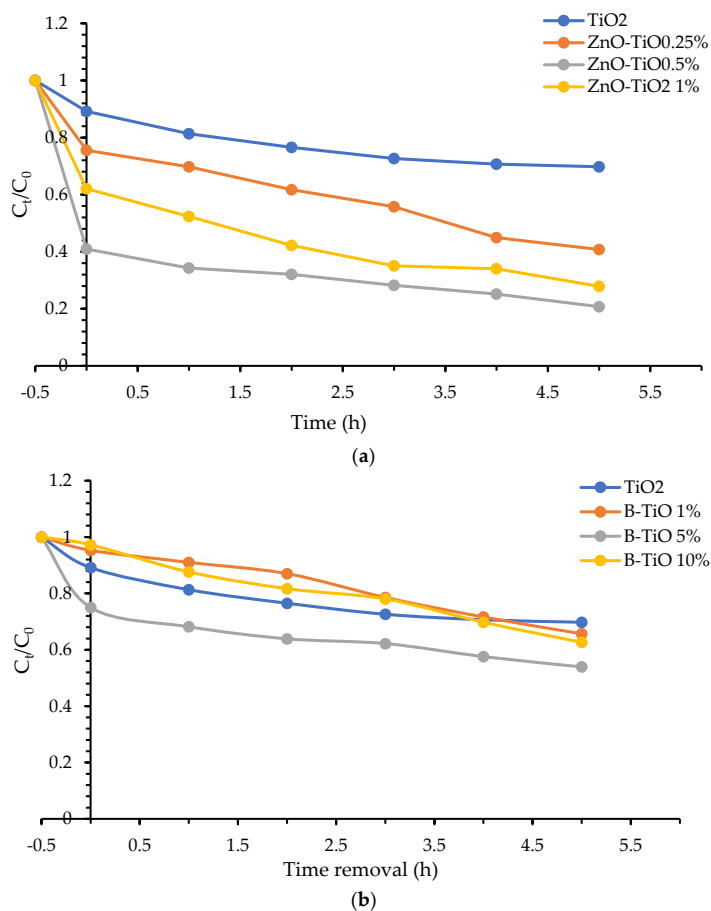 1.2
1
0.8
0.6
0.4
0.2
0
Cₜ/C₀
TiO2
ZnO-TiO0.25%
ZnO-TiO0.5%
ZnO-TiO2 1%
-0.5 0.5 1.5 2.5 3.5 4.5 5.5
Time (h)
(a)
1.2
1
0.8
0.6
0.4
0.2
0
Cₜ/C₀
TiO2
B-TiO 1%
B-TiO 5%
B-TiO 10%
-0.5 0.5 1.5 2.5 3.5 4.5 5.5
Time removal (h)
(b)